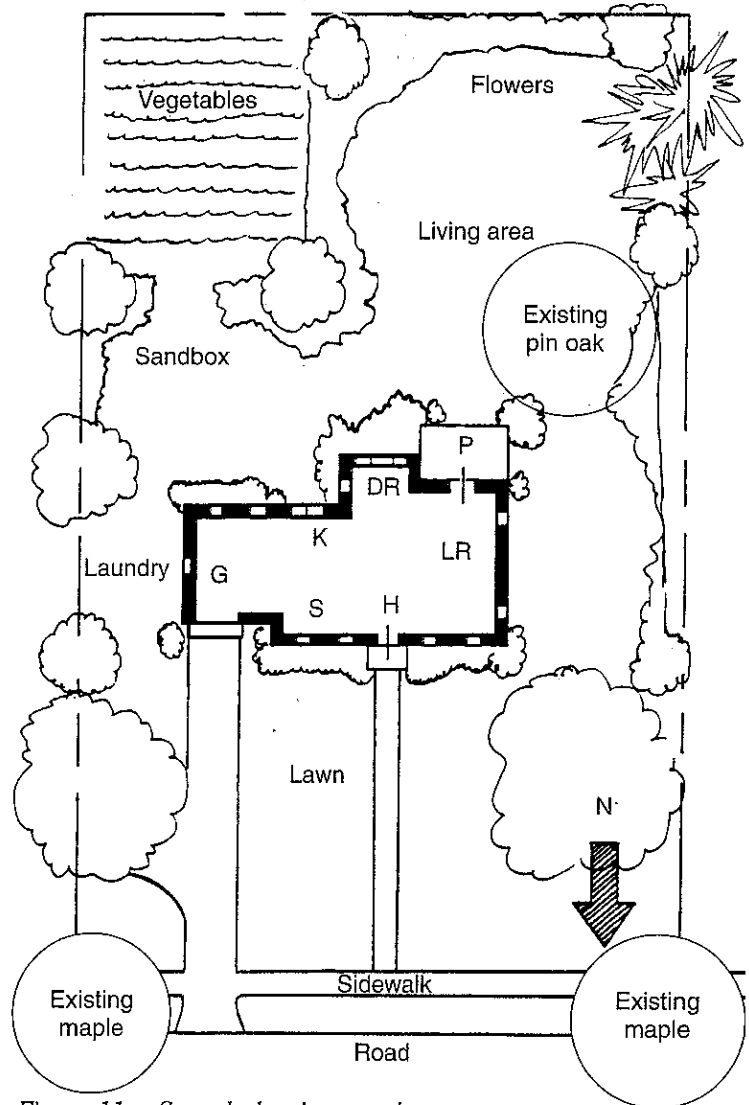 Vegetables
Flowers
Living area
Existing
pin oak
Sandbox
P
DR
K
LR
Laundry
G
S
H
Lawn
N
Existing
maple
Sidewalk
Existing
maple
Road